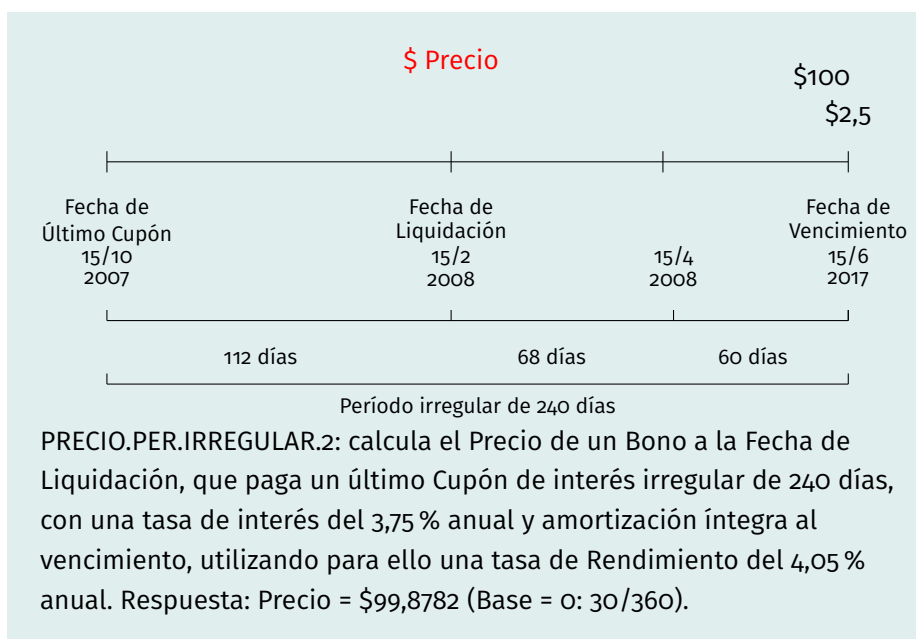 $ Precio
$100
$2,5
Fecha de
Último Cupón
15/10
2007
Fecha de
Liquidación
15/2
2008
15/4
2008
Fecha de
Vencimiento
15/6
2017
112 días
68 días
60 días
Período irregular de 240 días
PRECIO.PER.IRREGULAR.2: calcula el Precio de un Bono a la Fecha de
Liquidación, que paga un último Cupón de interés irregular de 240 días,
con una tasa de interés del 3,75 % anual y amortización íntegra al
vencimiento, utilizando para ello una tasa de Rendimiento del 4,05 %
anual. Respuesta: Precio = $99,8782 (Base = 0: 30/360).